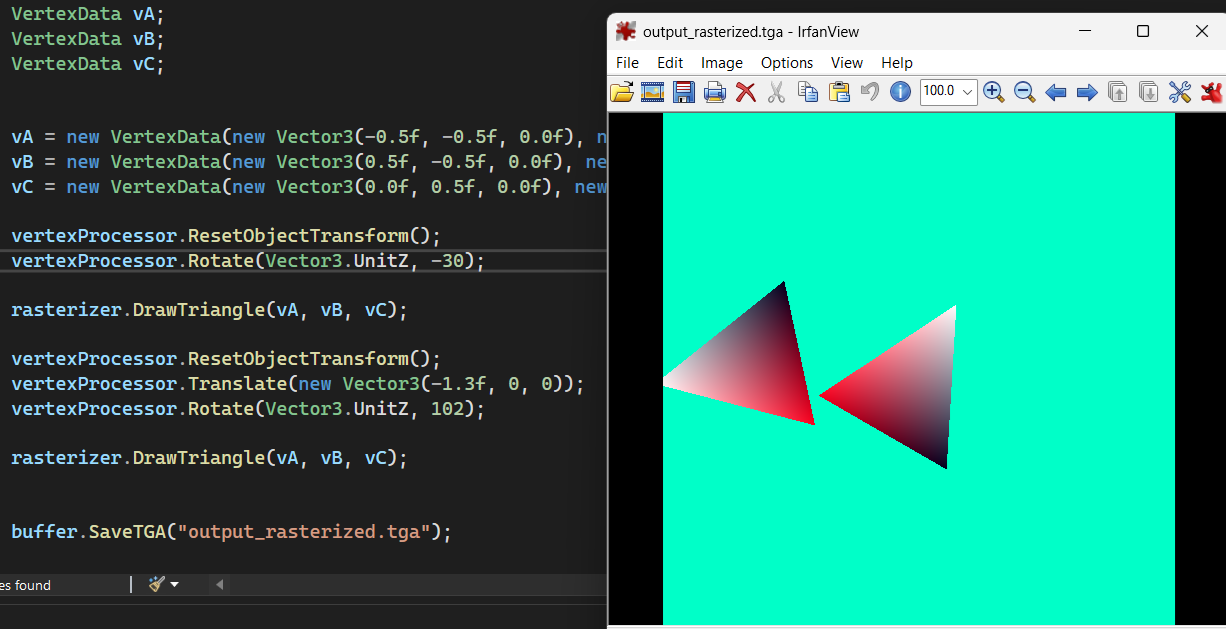 VertexData vA;
VertexData vB;
VertexData vC;
vA = new VertexData(new Vector3(-0.5f, -0.5f, 0.0f), n
vB = new VertexData(new Vector3(0.5f, -0.5f, 0.0f), ne
vC = new VertexData(new Vector3(0.0f, 0.5f, 0.0f), new
vertexProcessor.ResetObjectTransform();
vertexProcessor.Rotate(Vector3.UnitZ, -30);
rasterizer.DrawTriangle(vA, vB, vC);
vertexProcessor.ResetObjectTransform();
vertexProcessor.Translate(new Vector3(-1.3f, 0, 0));
vertexProcessor.Rotate(Vector3.UnitZ, 102);
rasterizer.DrawTriangle(vA, vB, vC);
buffer.SaveTGA("output_rasterized.tga");
es found
output_rasterized.tga - IrfanView
File Edit Image Options View Help
100.0